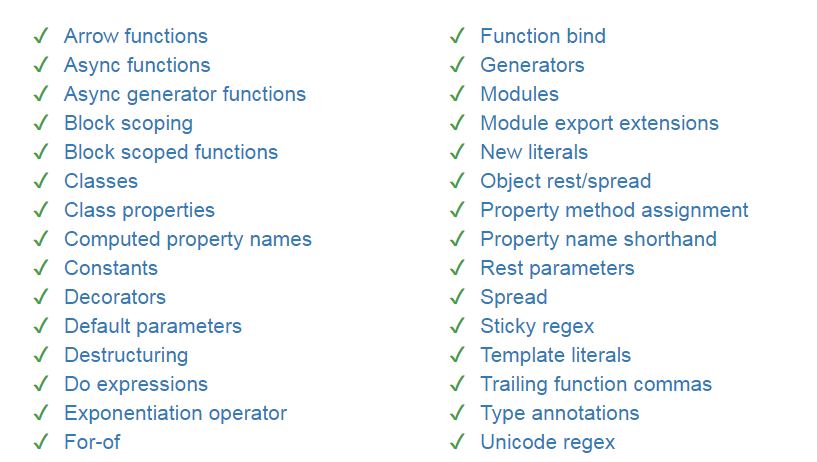 ✓ Arrow functions
✓ Async functions
✓ Async generator functions
✓ Block scoping
✓ Block scoped functions
✓ Classes
✓ Class properties
✓ Computed property names
✓ Constants
✓ Decorators
✓ Default parameters
✓ Destructuring
✓ Do expressions
✓ Exponentiation operator
✓ For-of
✓ Function bind
✓ Generators
✓ Modules
✓ Module export extensions
✓ New literals
✓ Object rest/spread
✓ Property method assignment
✓ Property name shorthand
✓ Rest parameters
✓ Spread
✓ Sticky regex
✓ Template literals
✓ Trailing function commas
✓ Type annotations
✓ Unicode regex